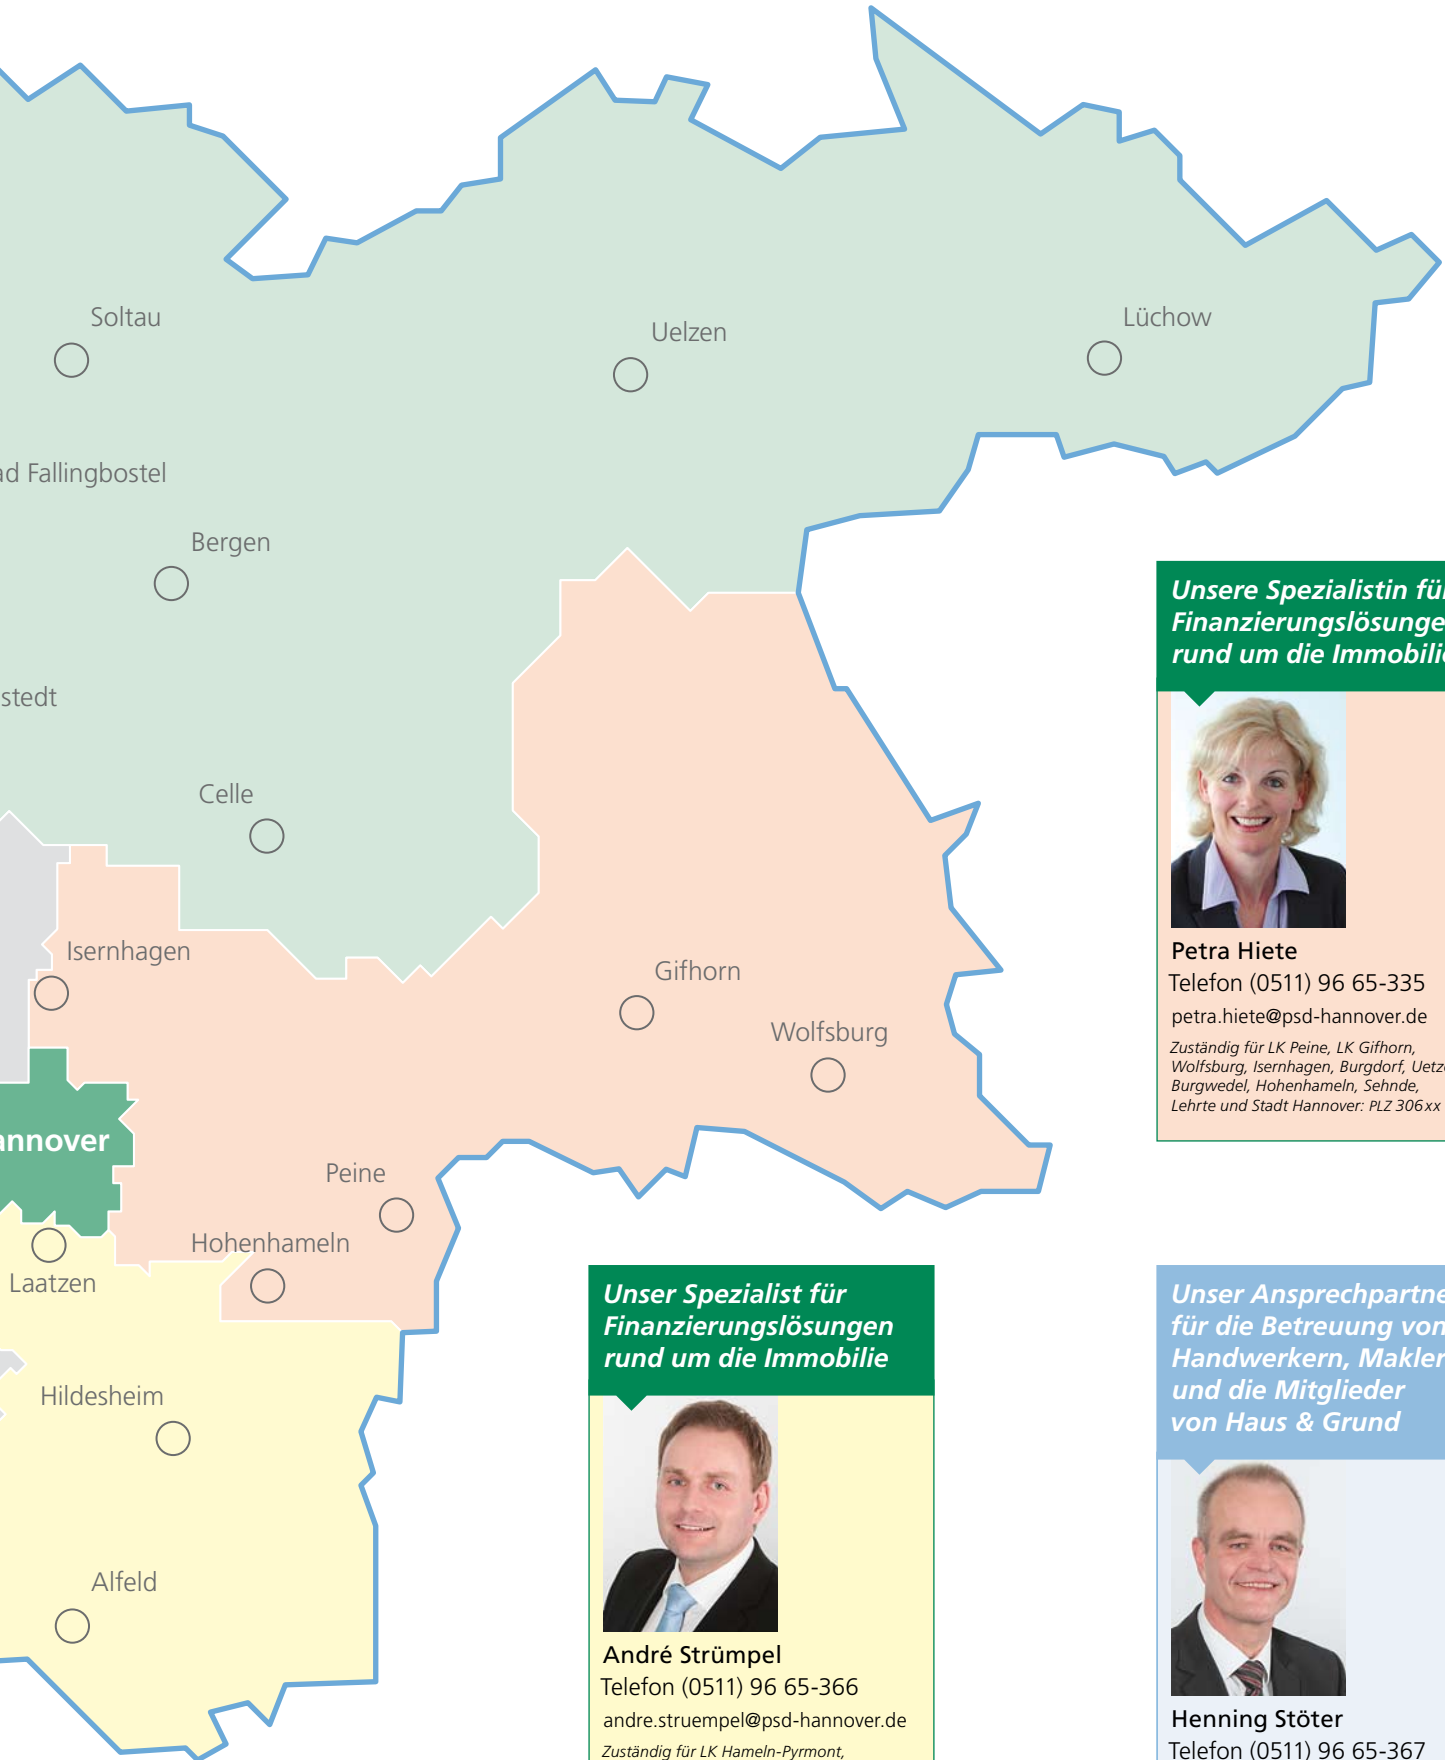 Soltau
Uelzen
Lüchow
ad Fallingbostel
Bergen
stedt
Celle
Isernhagen
Gifhorn
Wolfsburg
annover
Peine
Hohenhameln
Laatzen
Hildesheim
Alfeld
Unsere Spezialistin für
Finanzierungslösunge
rund um die Immobilie
Petra Hiete
Telefon (0511) 96 65-335
petra.hiete@psd-hannover.de
Zuständig für LK Peine, LK Gifhorn,
Wolfsburg, Isernhagen, Burgdorf, Uetze
Burgwedel, Hohenhameln, Sehnde,
Lehrte und Stadt Hannover: PLZ 306xx
Unser Spezialist für
Finanzierungslösungen
rund um die Immobilie
André Strümpel
Telefon (0511) 96 65-366
andre.struempel@psd-hannover.de
Zuständig für LK Hameln-Pyrmont,
Unser Ansprechpartne
für die Betreuung von
Handwerkern, Makler
und die Mitglieder
von Haus & Grund
Henning Stöter
Telefon (0511) 96 65-367